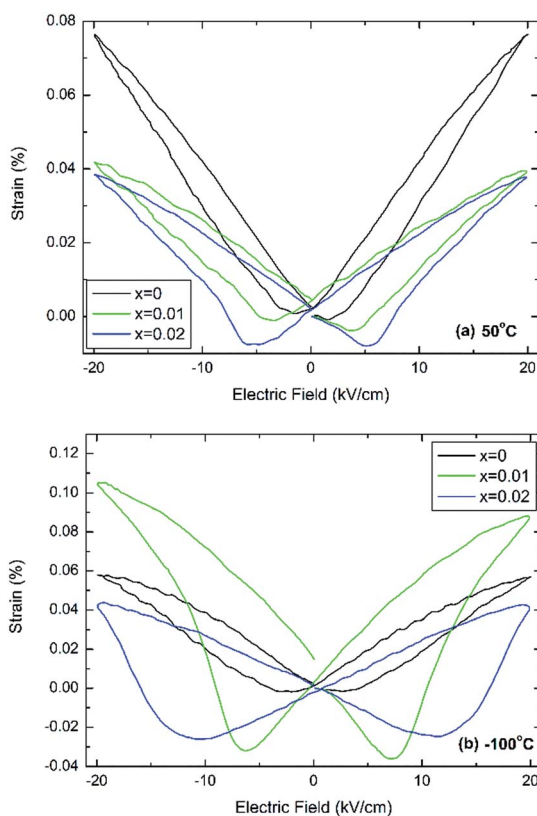 0.08
0.06
0.04
0.02
0.00
Strain (%)
x=0
x=0.01
x=0.02
(a) 50°C
-20 -10 0 10 20
Electric Field (kV/cm)
0.12
0.10
0.08
0.06
0.04
0.02
0.00
-0.02
-0.04
Strain (%)
x=0
x=0.01
x=0.02
(b) -100°C
-20 -10 0 10 20
Electric Field (kV/cm)